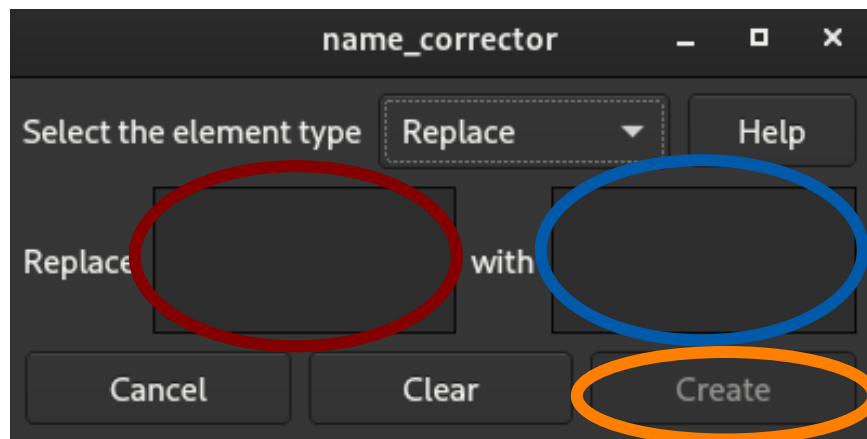 name_corrector
Select the element type Replace Help
Replace with
Cancel Clear Create